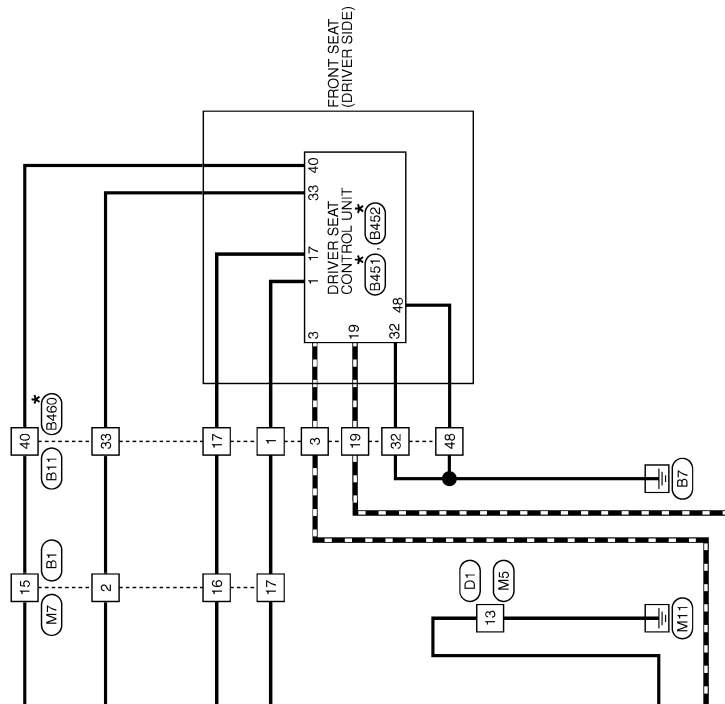 FRONT SEAT
(DRIVER SIDE)
40
33
17
1
DRIVER SEAT
CONTROL UNIT
*
*
B451 , B452
48
3
19
32
*
B460
40
33
17
1
3
19
32
48
B11
B7
B1
15
2
16
17
M7
D1
M5
13
M11